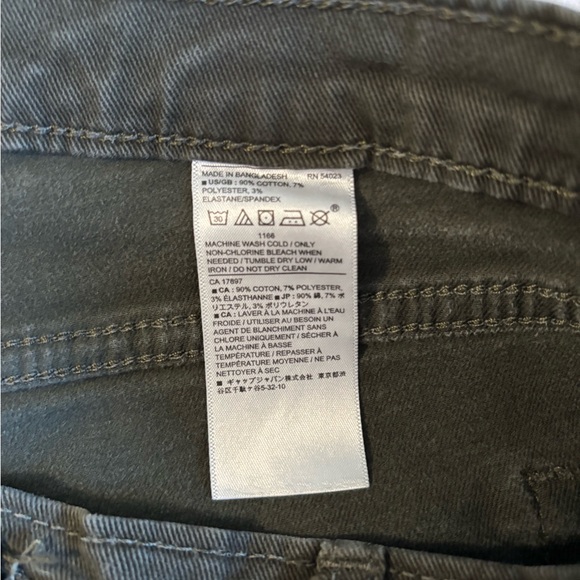 MADE IN BANGLADESH RN 54023
■ US/GB : 90% COTTON, 7%
POLYESTER, 3%
ELASTANE/SPANDEX
30
1166
MACHINE WASH COLD / ONLY
NON-CHLORINE BLEACH WHEN
NEEDED / TUMBLE DRY LOW / WARM
IRON / DO NOT DRY CLEAN
CA 17897
■ CA : 90% COTON, 7% POLYESTER,
3% ÉLASTHANNE ■ JP : 90% 綿, 7% ポ
リエステル, 3% ポリウレタン
■ CA : LAVER À LA MACHINE À L'EAU
FROIDE / UTILISER AU BESOIN UN
AGENT DE BLANCHIMENT SANS
CHLORE UNIQUEMENT / SÉCHER À
LA MACHINE À BASSE
TEMPÉRATURE / REPASSER À
TEMPÉRATURE MOYENNE / NE PAS
NETTOYER À SEC
■ ギャップジャパン株式会社 東京都渋
谷区千駄ヶ谷5-32-10